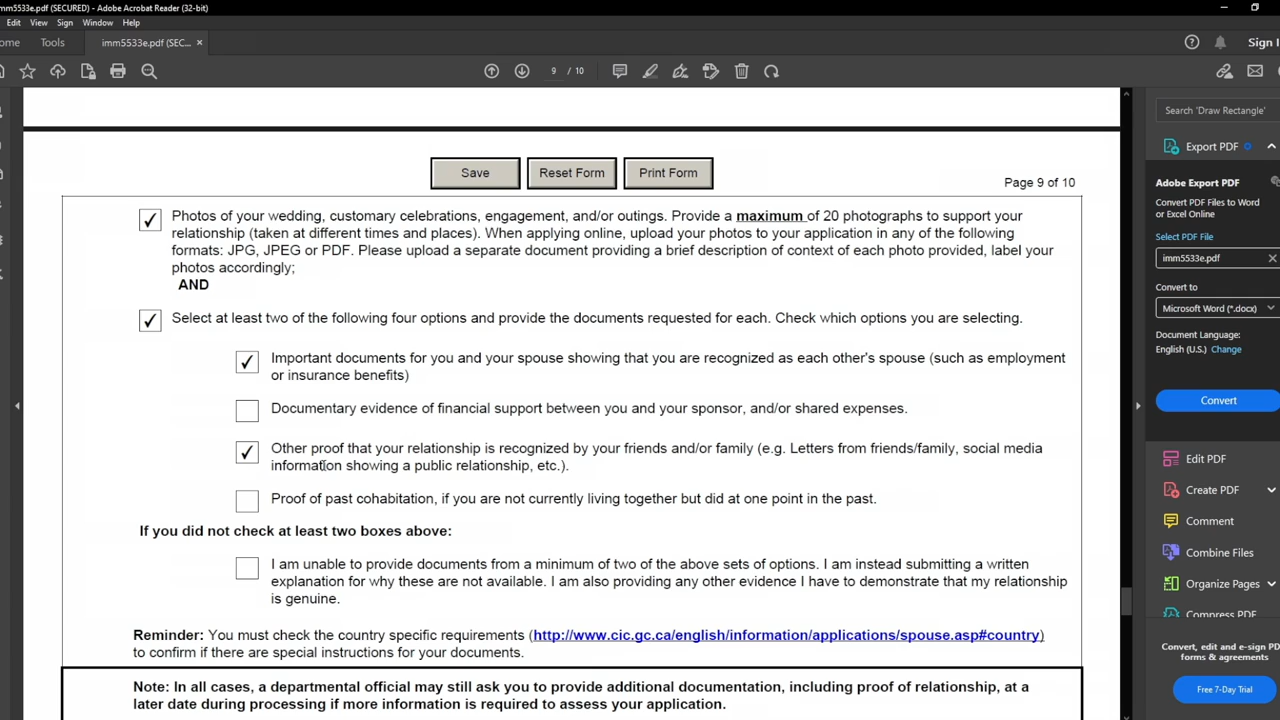 imm5533e.pdf (SECURED) - Adobe Acrobat Reader (32-bit)
Edit View Sign Window Help
ome Tools imm5533e.pdf (SEC... × Sign I
9 / 10
Search 'Draw Rectangle'
Export PDF
Adobe Export PDF
Convert PDF Files to Word
or Excel Online
Select PDF File
imm5533e.pdf
Convert to
Microsoft Word (*.docx)
Document Language:
English (U.S.) Change
Convert
Edit PDF
Create PDF
Comment
Combine Files
Organize Pages
Compress PDF
Convert, edit and e-sign PD
forms & agreements
Free 7-Day Trial
Save Reset Form Print Form
Page 9 of 10
Photos of your wedding, customary celebrations, engagement, and/or outings. Provide a maximum of 20 photographs to support your
relationship (taken at different times and places). When applying online, upload your photos to your application in any of the following
formats: JPG, JPEG or PDF. Please upload a separate document providing a brief description of context of each photo provided, label your
photos accordingly;
AND
Select at least two of the following four options and provide the documents requested for each. Check which options you are selecting.
Important documents for you and your spouse showing that you are recognized as each other's spouse (such as employment
or insurance benefits)
Documentary evidence of financial support between you and your sponsor, and/or shared expenses.
Other proof that your relationship is recognized by your friends and/or family (e.g. Letters from friends/family, social media
information showing a public relationship, etc.).
Proof of past cohabitation, if you are not currently living together but did at one point in the past.
If you did not check at least two boxes above:
I am unable to provide documents from a minimum of two of the above sets of options. I am instead submitting a written
explanation for why these are not available. I am also providing any other evidence I have to demonstrate that my relationship
is genuine.
Reminder: You must check the country specific requirements (http://www.cic.gc.ca/english/information/applications/spouse.asp#country)
to confirm if there are special instructions for your documents.
Note: In all cases, a departmental official may still ask you to provide additional documentation, including proof of relationship, at a
later date during processing if more information is required to assess your application.